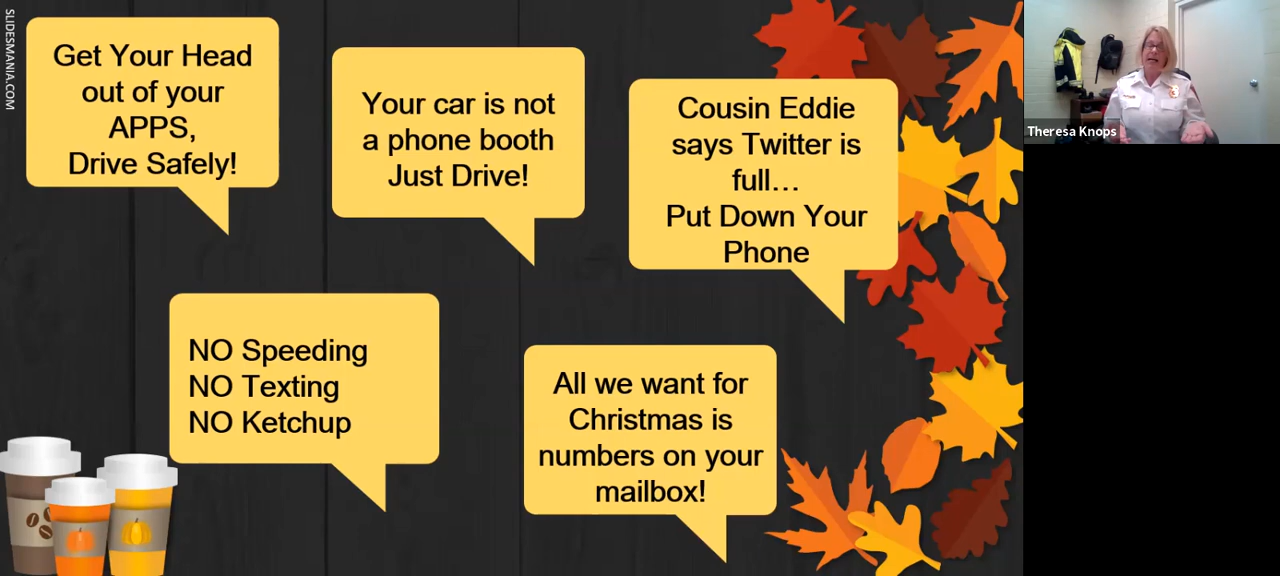 SLIDESMANIA.COM
Get Your Head
out of your
APPS,
Drive Safely!
Your car is not
a phone booth
Just Drive!
Cousin Eddie
says Twitter is
full...
Put Down Your
Phone
NO Speeding
NO Texting
NO Ketchup
All we want for
Christmas is
numbers on your
mailbox!
Theresa Knops